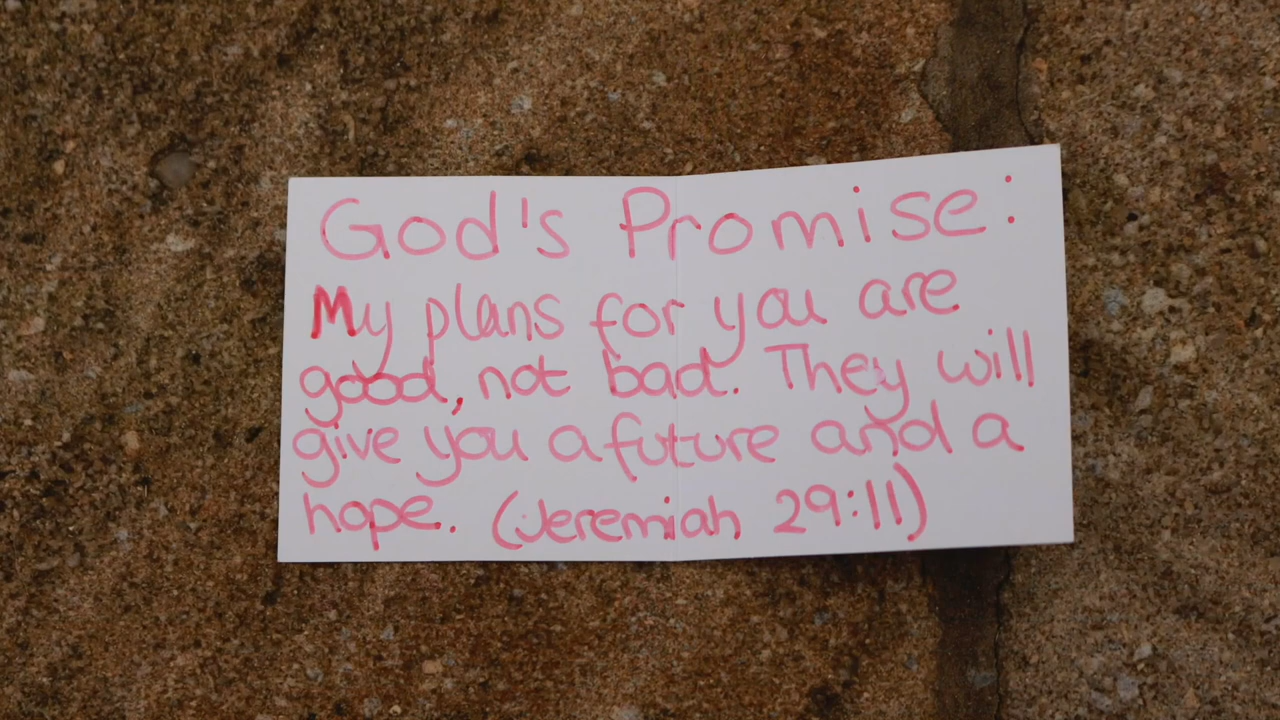 God's Promise:
My plans for you are
good, not bad. They will
give you a future and a
hope. (Jeremiah 29:11)